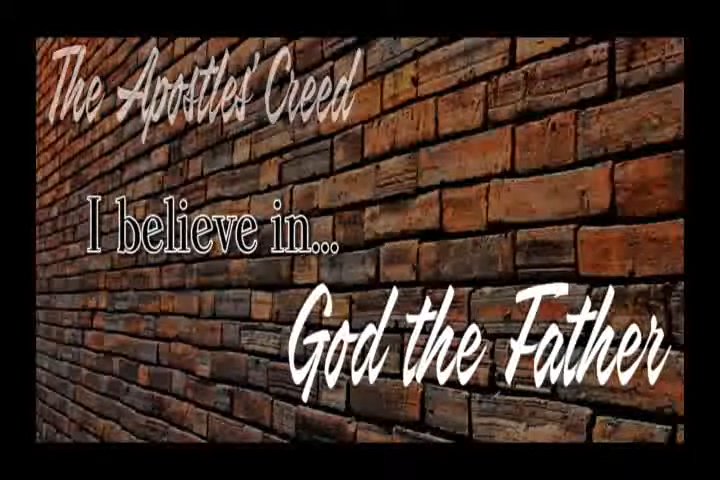 The Apostles' Creed
I believe in...
God the Father